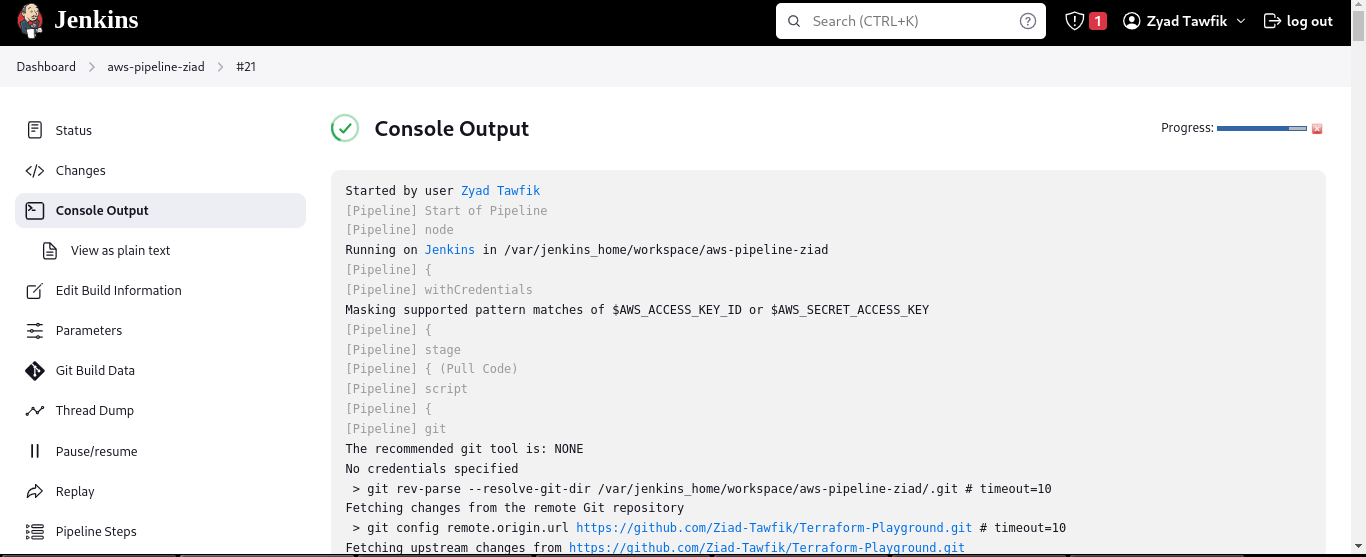 Jenkins
Search (CTRL+K)
1
Zyad Tawfik
log out
Dashboard
aws-pipeline-ziad
#21
Status
Changes
Console Output
View as plain text
Edit Build Information
Parameters
Git Build Data
Thread Dump
Pause/resume
Replay
Pipeline Steps
Console Output
Progress:
Started by user Zyad Tawfik
[Pipeline] Start of Pipeline
[Pipeline] node
Running on Jenkins in /var/jenkins_home/workspace/aws-pipeline-ziad
[Pipeline] {
[Pipeline] withCredentials
Masking supported pattern matches of $AWS_ACCESS_KEY_ID or $AWS_SECRET_ACCESS_KEY
[Pipeline] {
[Pipeline] stage
[Pipeline] { (Pull Code)
[Pipeline] script
[Pipeline] {
[Pipeline] git
The recommended git tool is: NONE
No credentials specified
 > git rev-parse --resolve-git-dir /var/jenkins_home/workspace/aws-pipeline-ziad/.git # timeout=10
Fetching changes from the remote Git repository
 > git config remote.origin.url https://github.com/Ziad-Tawfik/Terraform-Playground.git # timeout=10
Fetching upstream changes from https://github.com/Ziad-Tawfik/Terraform-Playground.git